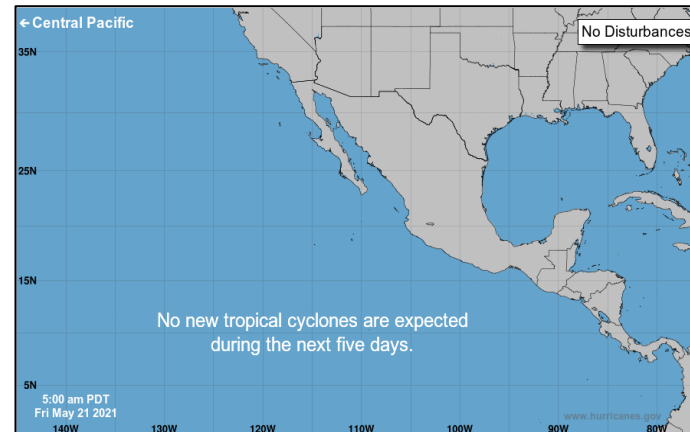 ← Central Pacific
No Disturbances
35N
25N
15N
No new tropical cyclones are expected
during the next five days.
5N
5:00 am PDT
Fri May 21 2021
www.hurricanes.gov
140W 130W 120W 110W 100W 90W 80W